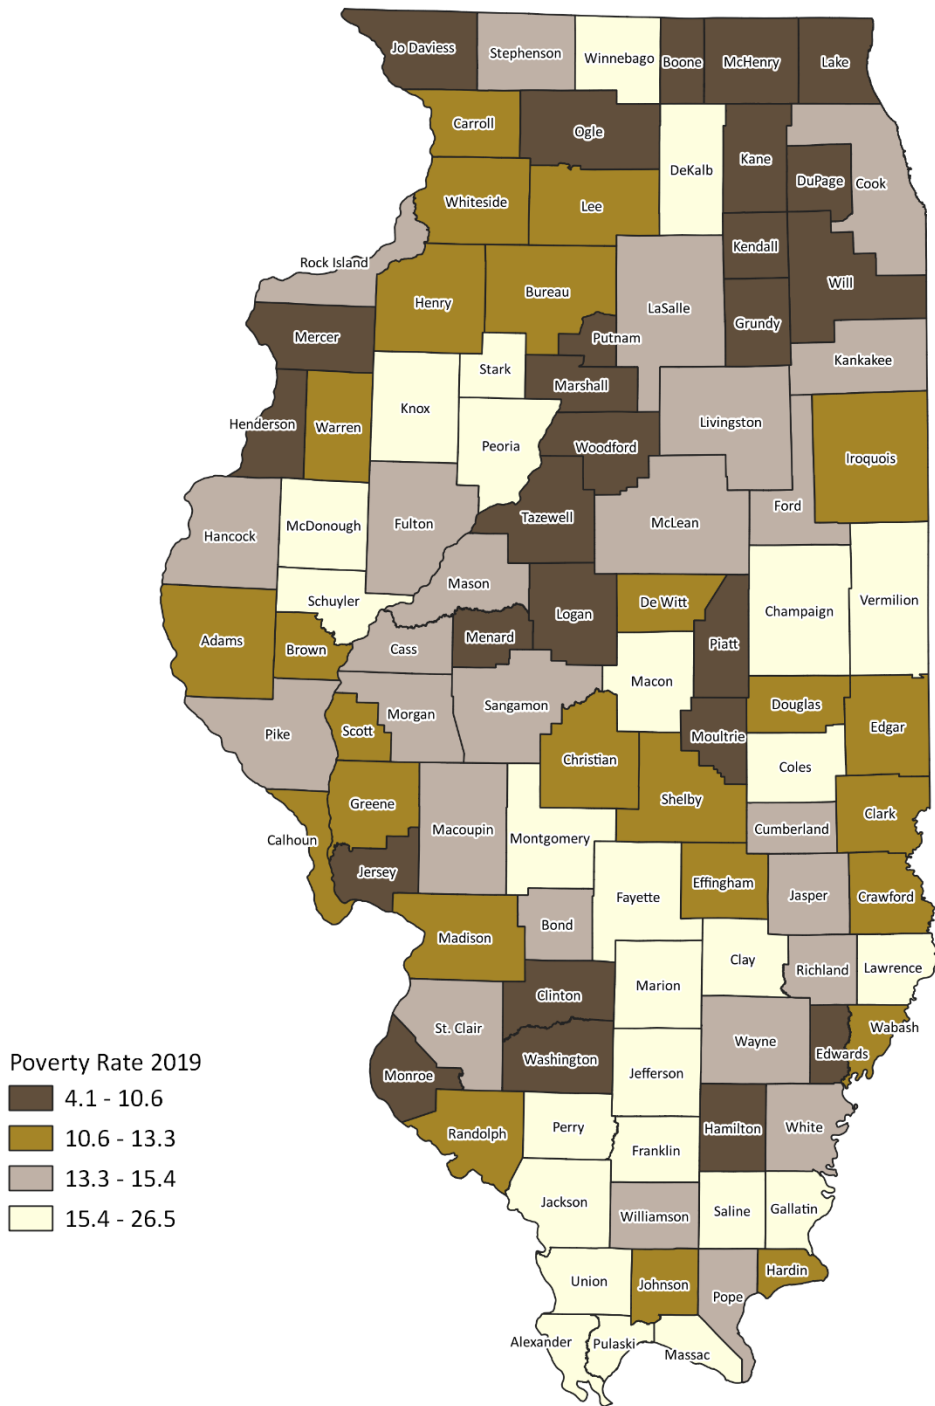 Jo Daviess
Stephenson
Winnebago
Boone
McHenry
Lake
Carroll
Ogle
DeKalb
Kane
DuPage
Cook
Whiteside
Lee
Kendall
Rock Island
Henry
Bureau
LaSalle
Grundy
Will
Mercer
Putnam
Kankakee
Stark
Marshall
Henderson
Warren
Knox
Peoria
Woodford
Livingston
Iroquois
Hancock
McDonough
Fulton
Tazewell
McLean
Ford
Schuyler
Mason
Logan
De Witt
Champaign
Vermilion
Adams
Brown
Cass
Menard
Piatt
Macon
Pike
Scott
Morgan
Sangamon
Christian
Moultrie
Douglas
Edgar
Coles
Greene
Shelby
Calhoun
Macoupin
Montgomery
Cumberland
Clark
Jersey
Fayette
Effingham
Jasper
Crawford
Madison
Bond
Clay
Richland
Lawrence
Clinton
Marion
St. Clair
Wayne
Edwards
Wabash
Monroe
Washington
Jefferson
Randolph
Perry
Franklin
Hamilton
White
Jackson
Williamson
Saline
Gallatin
Union
Johnson
Pope
Hardin
Alexander
Pulaski
Massac
Poverty Rate 2019
4.1 - 10.6
10.6 - 13.3
13.3 - 15.4
15.4 - 26.5